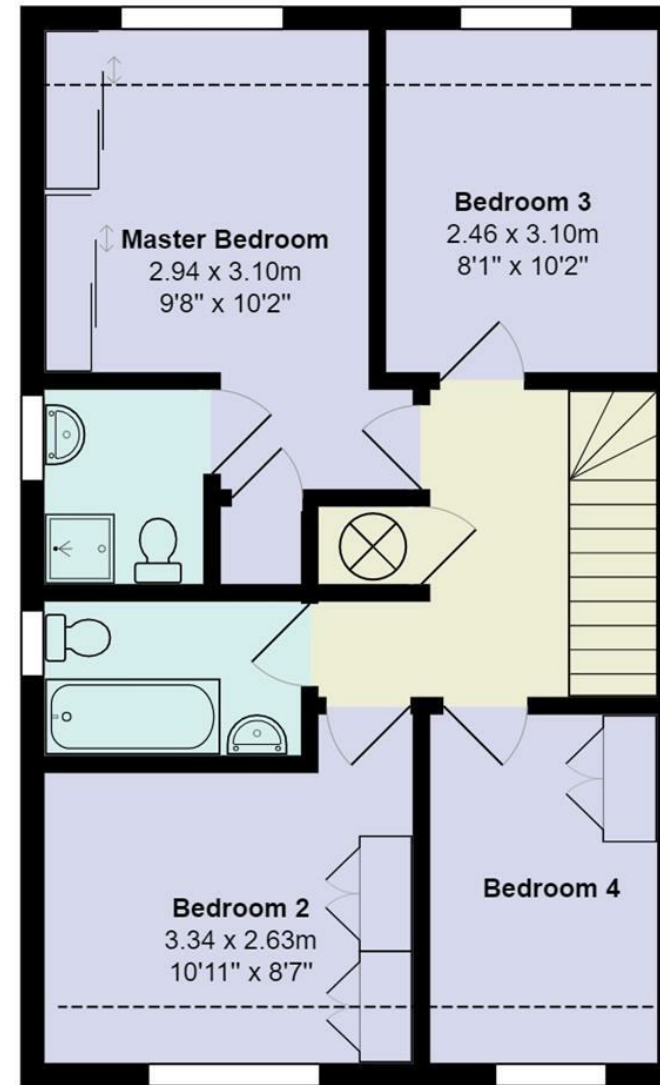 Master Bedroom
2.94 x 3.10m
9'8" x 10'2"
Bedroom 3
2.46 x 3.10m
8'1" x 10'2"
Bedroom 2
3.34 x 2.63m
10'11" x 8'7"
Bedroom 4